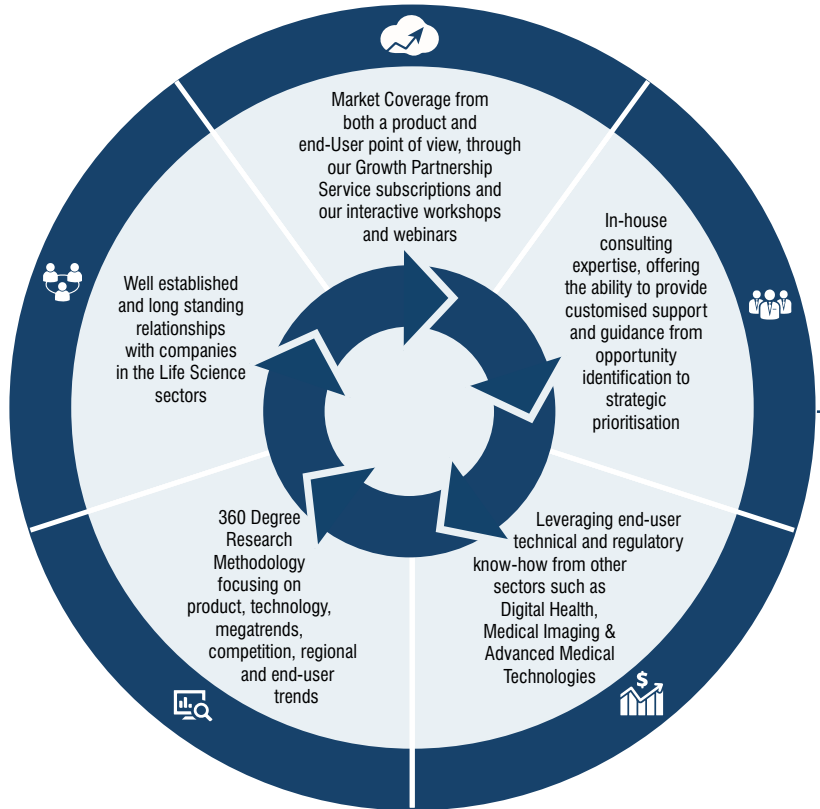 Market Coverage from
both a product and
end-User point of view, through
our Growth Partnership
Service subscriptions and
our interactive workshops
and webinars
In-house
consulting
expertise, offering
the ability to provide
customised support
and guidance from
opportunity
identification to
strategic
prioritisation
Leveraging end-user
technical and regulatory
know-how from other
sectors such as
Digital Health,
Medical Imaging &
Advanced Medical
Technologies
$
360 Degree
Research
Methodology
focusing on
product, technology,
megatrends,
competition, regional
and end-user
trends
Well established
and long standing
relationships
with companies
in the Life Science
sectors
.